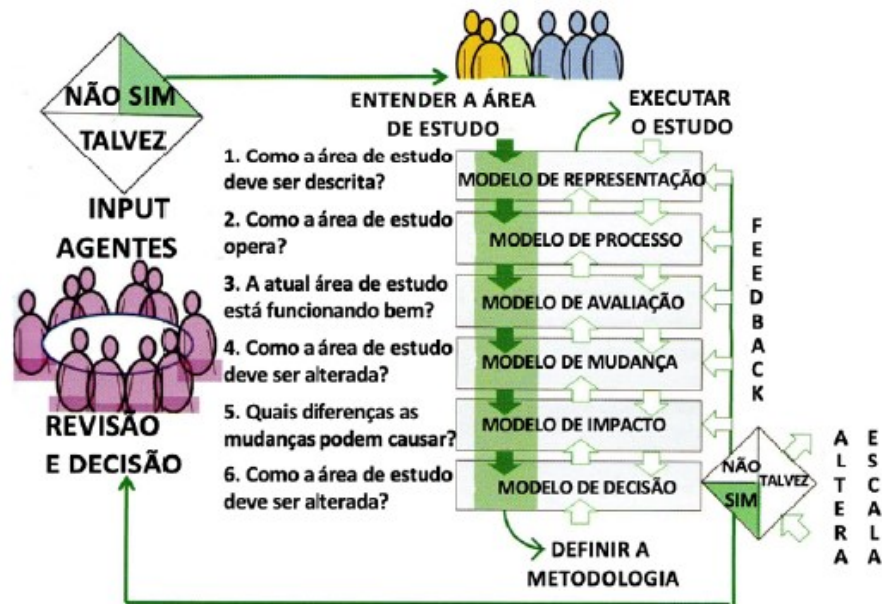 NÃO SIM
TALVEZ
INPUT
AGENTES
REVISÃO
E DECISÃO
ENTENDER A ÁREA
DE ESTUDO
EXECUTAR
O ESTUDO
1. Como a área de estudo
deve ser descrita?
MODELO DE REPRESENTAÇÃO
2. Como a área de estudo
opera?
MODELO DE PROCESSO
3. A atual área de estudo
está funcionando bem?
MODELO DE AVALIAÇÃO
4. Como a área de estudo
deve ser alterada?
MODELO DE MUDANÇA
5. Quais diferenças as
mudanças podem causar?
MODELO DE IMPACTO
6. Como a área de estudo
deve ser alterada?
MODELO DE DECISÃO
DEFINIR A
METODOLOGIA
FEEDBACK
NÃO
TALVEZ
SIM
ALTERA
ESCALA